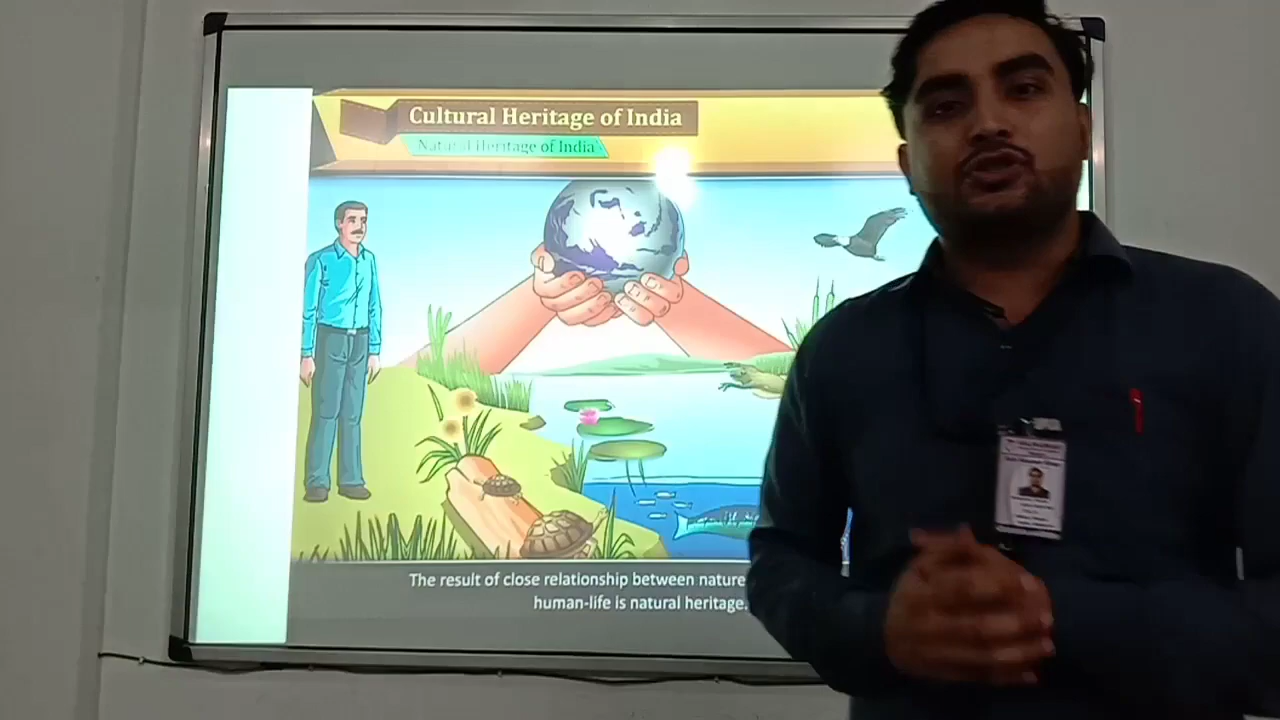 Cultural Heritage of India
Natural Heritage of India
The result of close relationship between nature
human-life is natural heritage.